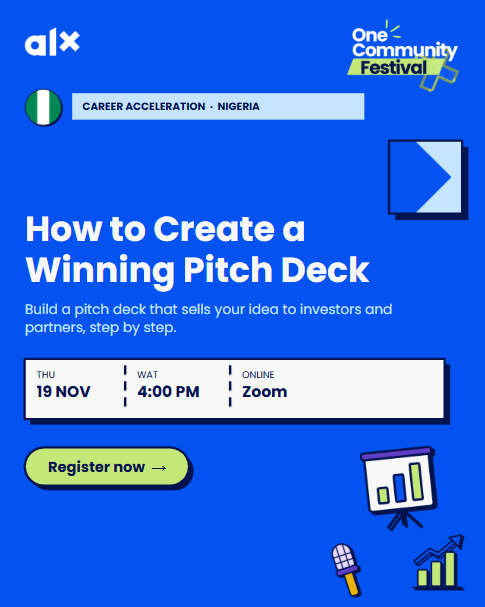 alx
One
Community
Festival
CAREER ACCELERATION · NIGERIA
How to Create a
Winning Pitch Deck
Build a pitch deck that sells your idea to investors and
partners, step by step.
THU WAT ONLINE
19 NOV 4:00 PM Zoom
Register now →